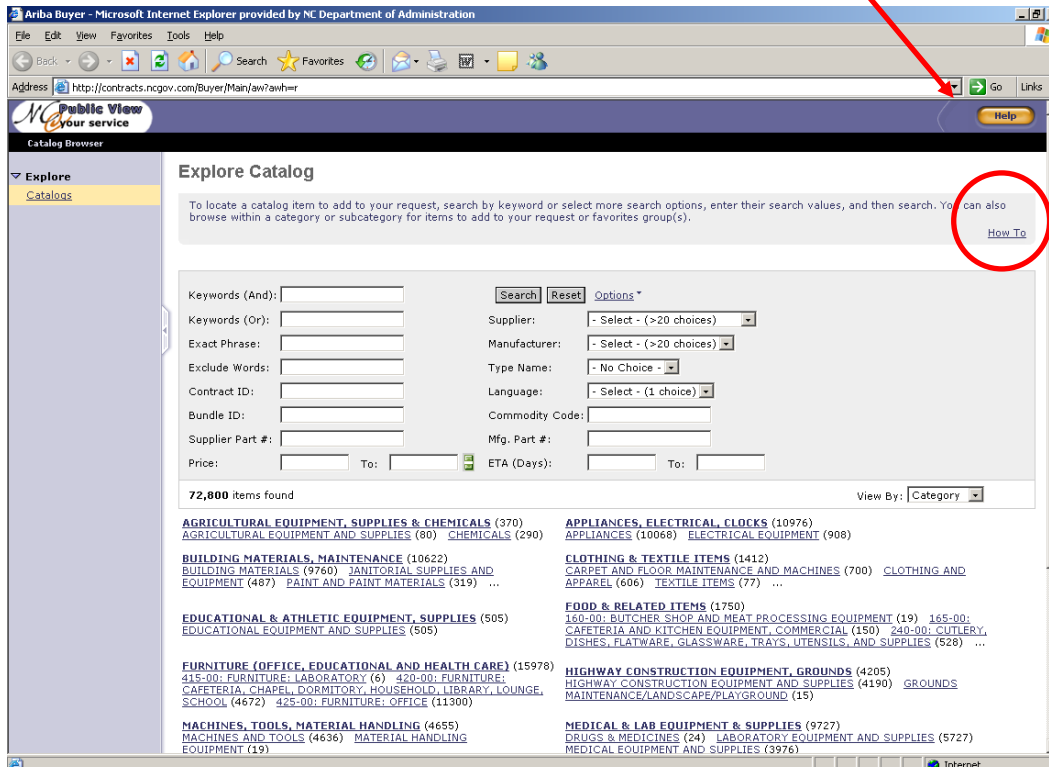 Ariba Buyer - Microsoft Internet Explorer provided by NC Department of Administration
File Edit View Favorites Tools Help
Back Search Favorites
Address http://contracts.ncgov.com/Buyer/Main/aw?awh=r Go Links
NC Public View @your service Help
Catalog Browser
Explore
Catalogs
Explore Catalog
To locate a catalog item to add to your request, search by keyword or select more search options, enter their search values, and then search. You can also
browse within a category or subcategory for items to add to your request or favorites group(s).
How To
Keywords (And): Search Reset Options
Keywords (Or): Supplier: - Select - (>20 choices)
Exact Phrase: Manufacturer: - Select - (>20 choices)
Exclude Words: Type Name: - No Choice -
Contract ID: Language: - Select - (1 choice)
Bundle ID: Commodity Code:
Supplier Part #: Mfg. Part #:
Price: To: ETA (Days): To:
72,800 items found View By: Category
AGRICULTURAL EQUIPMENT, SUPPLIES & CHEMICALS (370)
AGRICULTURAL EQUIPMENT AND SUPPLIES (80) CHEMICALS (290)
APPLIANCES, ELECTRICAL, CLOCKS (10976)
APPLIANCES (10068) ELECTRICAL EQUIPMENT (908)
BUILDING MATERIALS, MAINTENANCE (10622)
BUILDING MATERIALS (9760) JANITORIAL SUPPLIES AND
EQUIPMENT (487) PAINT AND PAINT MATERIALS (319) ...
CLOTHING & TEXTILE ITEMS (1412)
CARPET AND FLOOR MAINTENANCE AND MACHINES (700) CLOTHING AND
APPAREL (606) TEXTILE ITEMS (77) ...
EDUCATIONAL & ATHLETIC EQUIPMENT, SUPPLIES (505)
EDUCATIONAL EQUIPMENT AND SUPPLIES (505)
FOOD & RELATED ITEMS (1750)
160-00: BUTCHER SHOP AND MEAT PROCESSING EQUIPMENT (19) 165-00:
CAFETERIA AND KITCHEN EQUIPMENT, COMMERCIAL (150) 240-00: CUTLERY,
DISHES, FLATWARE, GLASSWARE, TRAYS, UTENSILS, AND SUPPLIES (528) ...
FURNITURE (OFFICE, EDUCATIONAL AND HEALTH CARE) (15978)
415-00: FURNITURE: LABORATORY (6) 420-00: FURNITURE:
CAFETERIA, CHAPEL, DORMITORY, HOUSEHOLD, LIBRARY, LOUNGE,
SCHOOL (4672) 425-00: FURNITURE: OFFICE (11300)
HIGHWAY CONSTRUCTION EQUIPMENT, GROUNDS (4205)
HIGHWAY CONSTRUCTION EQUIPMENT AND SUPPLIES (4190) GROUNDS
MAINTENANCE/LANDSCAPE/PLAYGROUND (15)
MACHINES, TOOLS, MATERIAL HANDLING (4655)
MACHINES AND TOOLS (4636) MATERIAL HANDLING
EQUIPMENT (19)
MEDICAL & LAB EQUIPMENT & SUPPLIES (9727)
DRUGS & MEDICINES (24) LABORATORY EQUIPMENT AND SUPPLIES (5727)
MEDICAL EQUIPMENT AND SUPPLIES (3976)
Internet